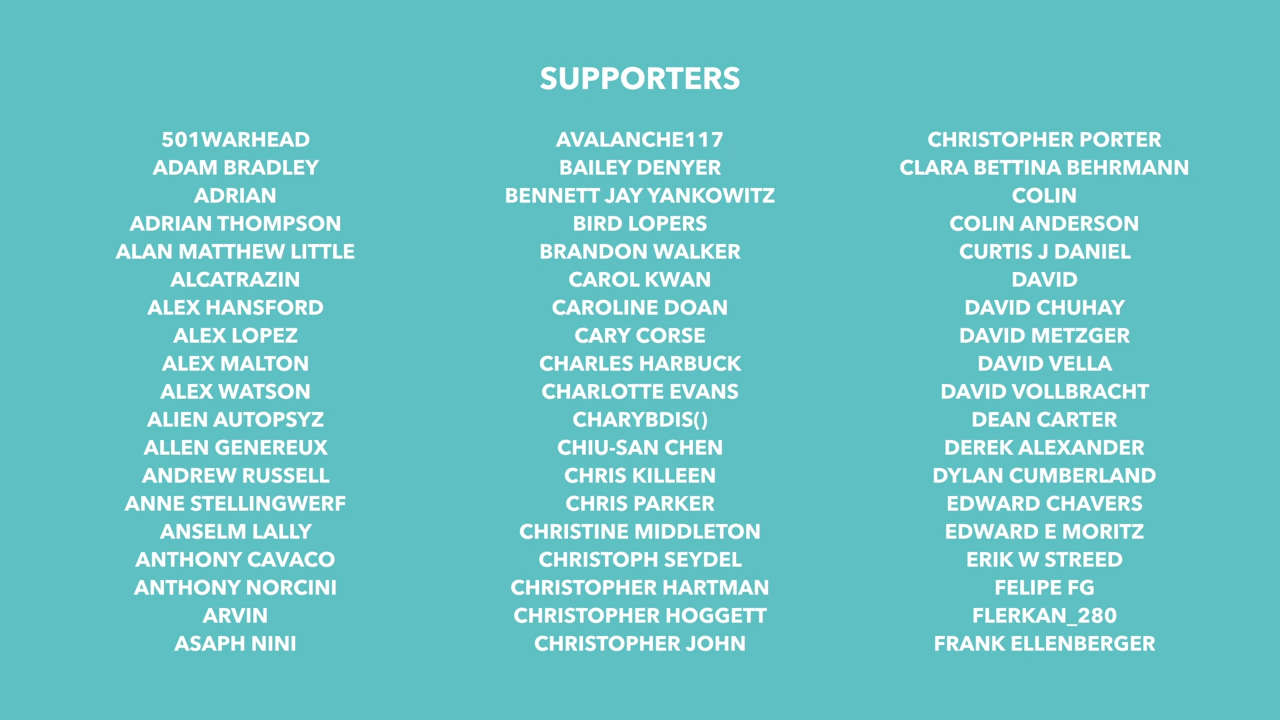 SUPPORTERS
501WARHEAD
ADAM BRADLEY
ADRIAN
ADRIAN THOMPSON
ALAN MATTHEW LITTLE
ALCATRAZIN
ALEX HANSFORD
ALEX LOPEZ
ALEX MALTON
ALEX WATSON
ALIEN AUTOPSYZ
ALLEN GENEREUX
ANDREW RUSSELL
ANNE STELLINGWERF
ANSELM LALLY
ANTHONY CAVACO
ANTHONY NORCINI
ARVIN
ASAPH NINI
AVALANCHE117
BAILEY DENYER
BENNETT JAY YANKOWITZ
BIRD LOPERS
BRANDON WALKER
CAROL KWAN
CAROLINE DOAN
CARY CORSE
CHARLES HARBUCK
CHARLOTTE EVANS
CHARYBDIS()
CHIU-SAN CHEN
CHRIS KILLEEN
CHRIS PARKER
CHRISTINE MIDDLETON
CHRISTOPH SEYDEL
CHRISTOPHER HARTMAN
CHRISTOPHER HOGGETT
CHRISTOPHER JOHN
CHRISTOPHER PORTER
CLARA BETTINA BEHRMANN
COLIN
COLIN ANDERSON
CURTIS J DANIEL
DAVID
DAVID CHUHAY
DAVID METZGER
DAVID VELLA
DAVID VOLLBRACHT
DEAN CARTER
DEREK ALEXANDER
DYLAN CUMBERLAND
EDWARD CHAVERS
EDWARD E MORITZ
ERIK W STREED
FELIPE FG
FLERKAN_280
FRANK ELLENBERGER